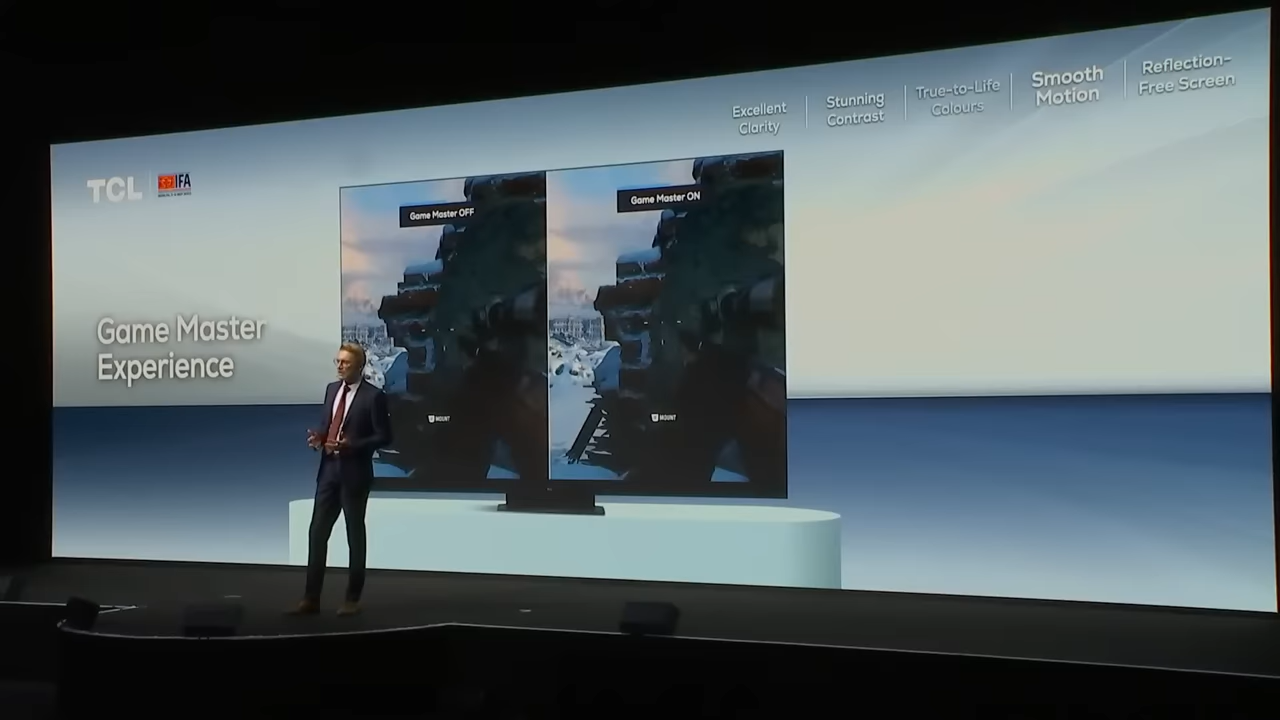 Excellent
Clarity
Stunning
Contrast
True-to-Life
Colours
Smooth
Motion
Reflection-
Free Screen
TCL
IFA
Game Master OFF
Game Master ON
Game Master
Experience
MOUNT
MOUNT